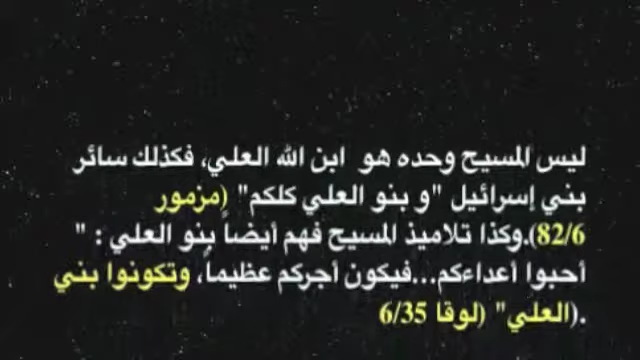 ليس المسيح وحده هو ابن الله العلي، فكذلك سائر
بني إسرائيل "و بنو العلي كلكم" (مزمور
82/6).وكذا تلاميذ المسيح فهم أيضاً بنو العلي : "
أحبوا أعداءكم...فيكون أجركم عظيماً، وتكونوا بني
العلي" (لوقا 6/35).